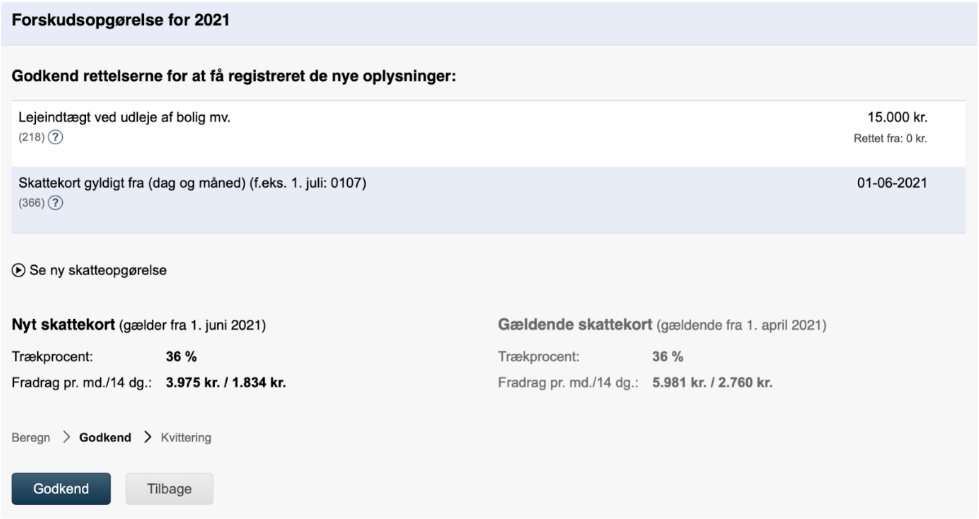 Forskudsopgørelse for 2021
Godkend rettelserne for at få registreret de nye oplysninger:
Lejeindtægt ved udleje af bolig mv. 15.000 kr.
(218) ? Rettet fra: 0 kr.
Skattekort gyldigt fra (dag og måned) (f.eks. 1. juli: 0107) 01-06-2021
(366) ?
Se ny skatteopgørelse
Nyt skattekort (gælder fra 1. juni 2021) Gældende skattekort (gældende fra 1. april 2021)
Trækprocent: 36 % Trækprocent: 36 %
Fradrag pr. md./14 dg.: 3.975 kr. / 1.834 kr. Fradrag pr. md./14 dg.: 5.981 kr. / 2.760 kr.
Beregn > Godkend > Kvittering
Godkend Tilbage